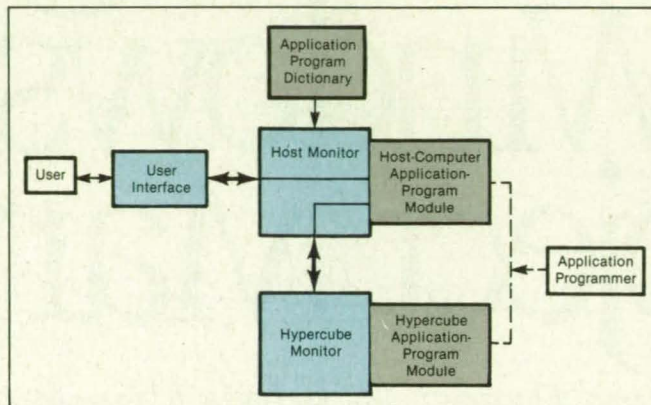 Application
Program
Dictionary
Host Monitor
Host-Computer
Application-
Program
Module
User
User
Interface
Application
Programmer
Hypercube
Monitor
Hypercube
Application-
Program
Module